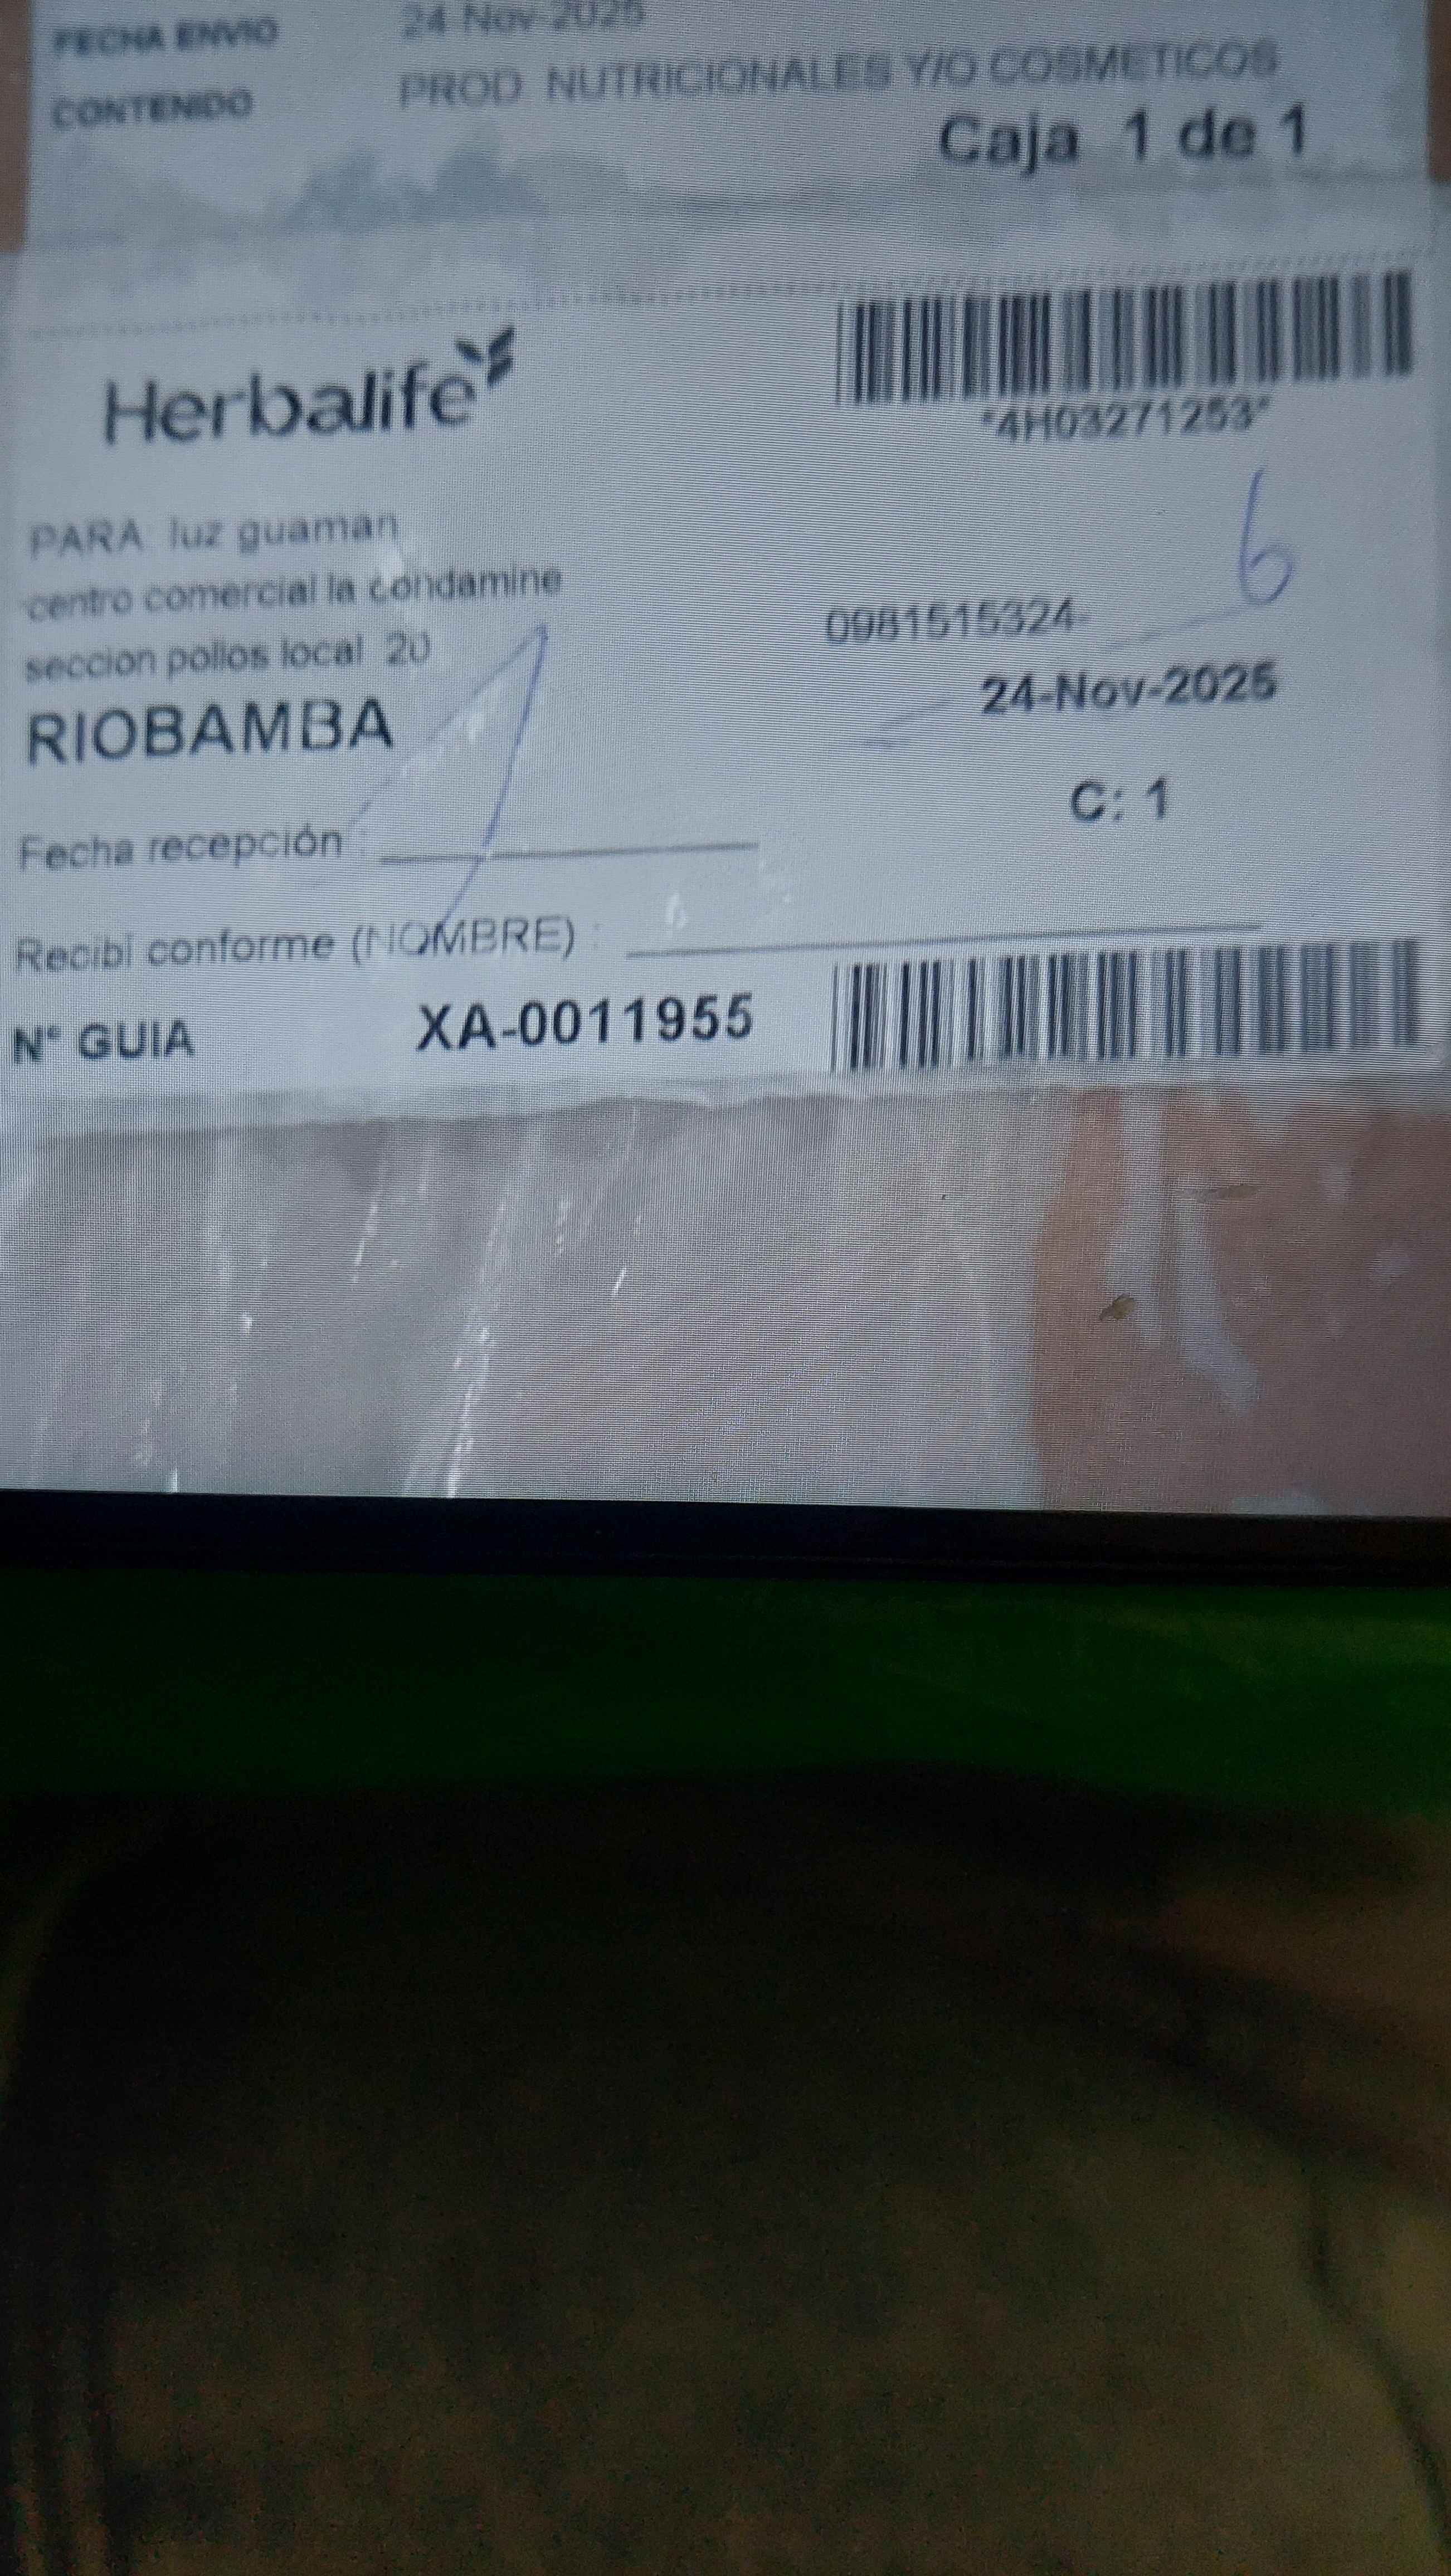 FECHA ENVIO 24 Nov-2025
CONTENIDO PROD NUTRICIONALES Y/O COSMETICOS
Caja 1 de 1
Herbalife
*4H03271253*
PARA luz guaman
centro comercial la condamine
6
0981515324-
seccion pollos local 20
24-Nov-2025
RIOBAMBA
C: 1
Fecha recepción :
Recibi conforme (NOMBRE) :
N° GUIA XA-0011955